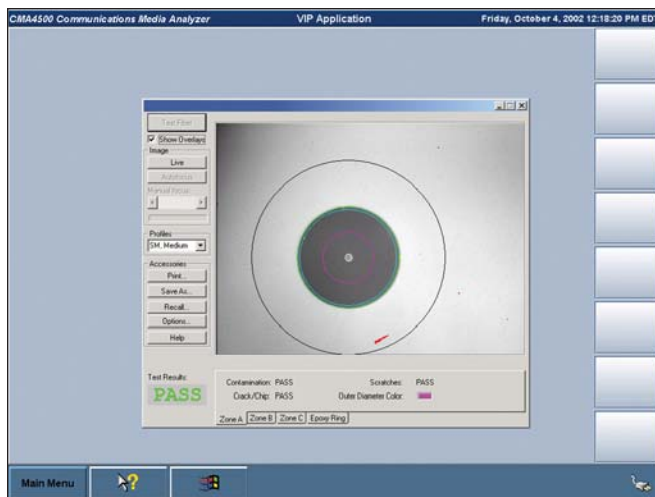 CMA4500 Communications Media Analyzer VIP Application Friday, October 4, 2002 12:18:20 PM EDT
Test Fiber
Show Overlays
Image
Live
Autofocus
Manual focus:
Profiles
SM, Medium
Accessories
Print...
Save As...
Recall...
Options...
Help
Test Results:
PASS
Contamination: PASS Scratches: PASS
Crack/Chip: PASS Outer Diameter Color:
Zone A Zone B Zone C Epoxy Ring
Main Menu